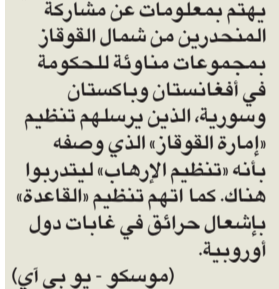 يهتم بمعلومات عن مشاركة
المنحدرين من شمال القوقاز
بمجموعات مناوئة للحكومة
في أفغانستان وباكستان
وسورية، الذين يرسلهم تنظيم
«إمارة القوقاز» الذي وصفه
بأنه «تنظيم الإرهاب» ليتدربوا
هناك. كما اتهم تنظيم «القاعدة»
بإشعال حرائق في غابات دول
أوروبية.
(موسكو - يو بي آي)